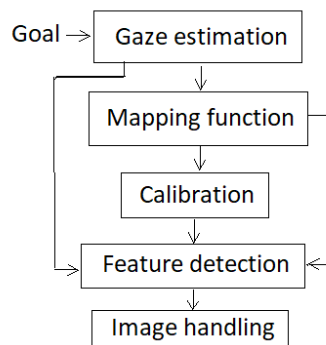 Goal Gaze estimation
Mapping function
Calibration
Feature detection
Image handling